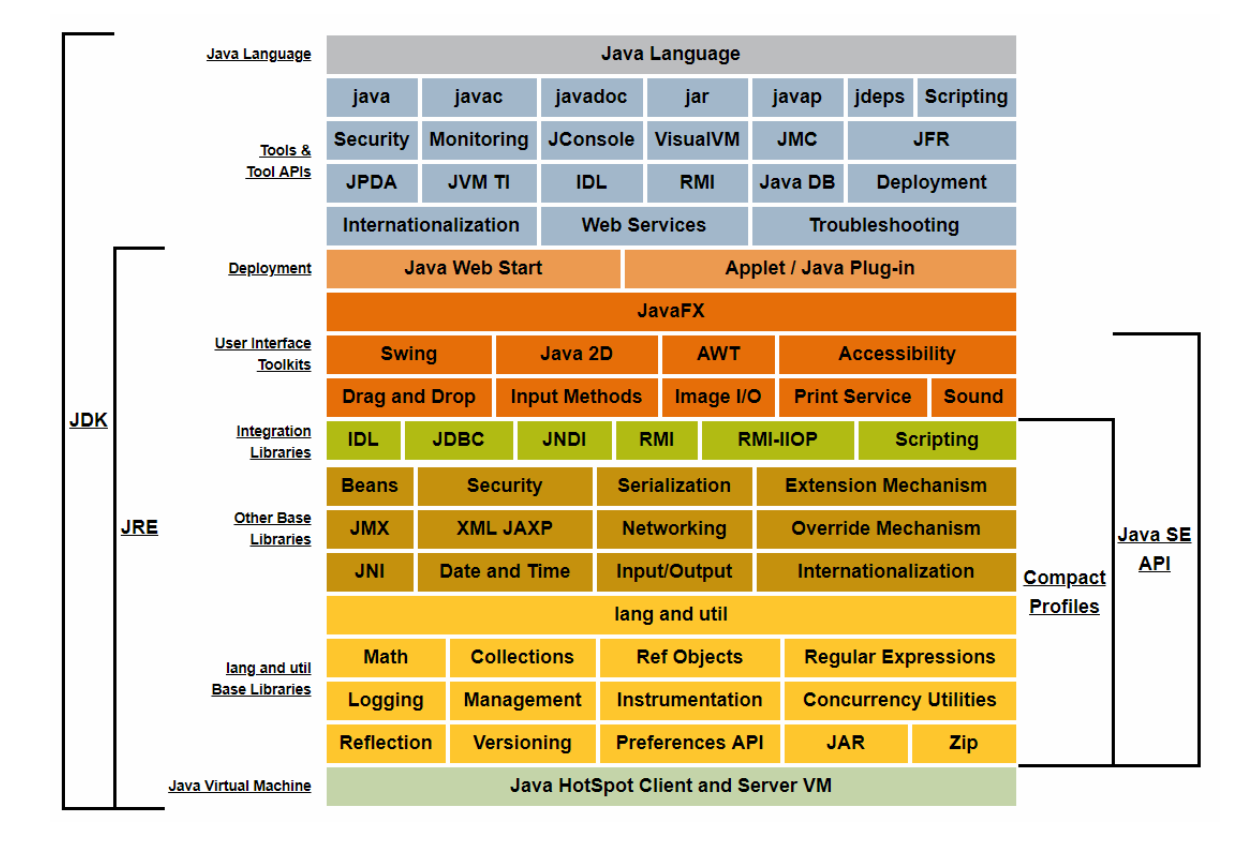 Java Language
Java Language
java javac javadoc jar javap jdeps Scripting
Tools &
Tool APIs
Security Monitoring JConsole VisualVM JMC JFR
JPDA JVM TI IDL RMI Java DB Deployment
Internationalization Web Services Troubleshooting
Deployment
Java Web Start Applet / Java Plug-in
JavaFX
User Interface
Toolkits
Swing Java 2D AWT Accessibility
Drag and Drop Input Methods Image I/O Print Service Sound
Integration
Libraries
IDL JDBC JNDI RMI RMI-IIOP Scripting
Other Base
Libraries
Beans Security Serialization Extension Mechanism
JMX XML JAXP Networking Override Mechanism
JNI Date and Time Input/Output Internationalization
lang and util
lang and util
Base Libraries
Math Collections Ref Objects Regular Expressions
Logging Management Instrumentation Concurrency Utilities
Reflection Versioning Preferences API JAR Zip
Java Virtual Machine
Java HotSpot Client and Server VM
JDK
JRE
Compact
Profiles
Java SE
API